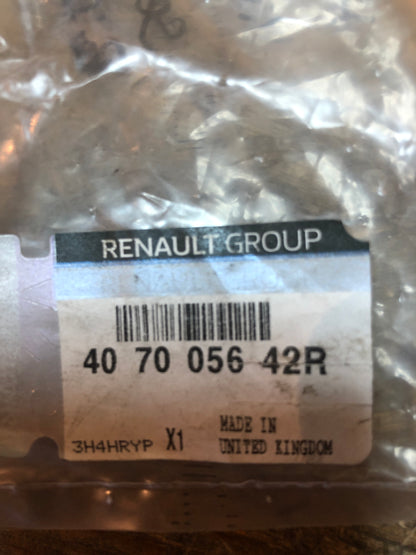 RENAULT GROUP
40 70 056 42R
3H4HRYP X1
MADE IN
UNITED KINGDOM